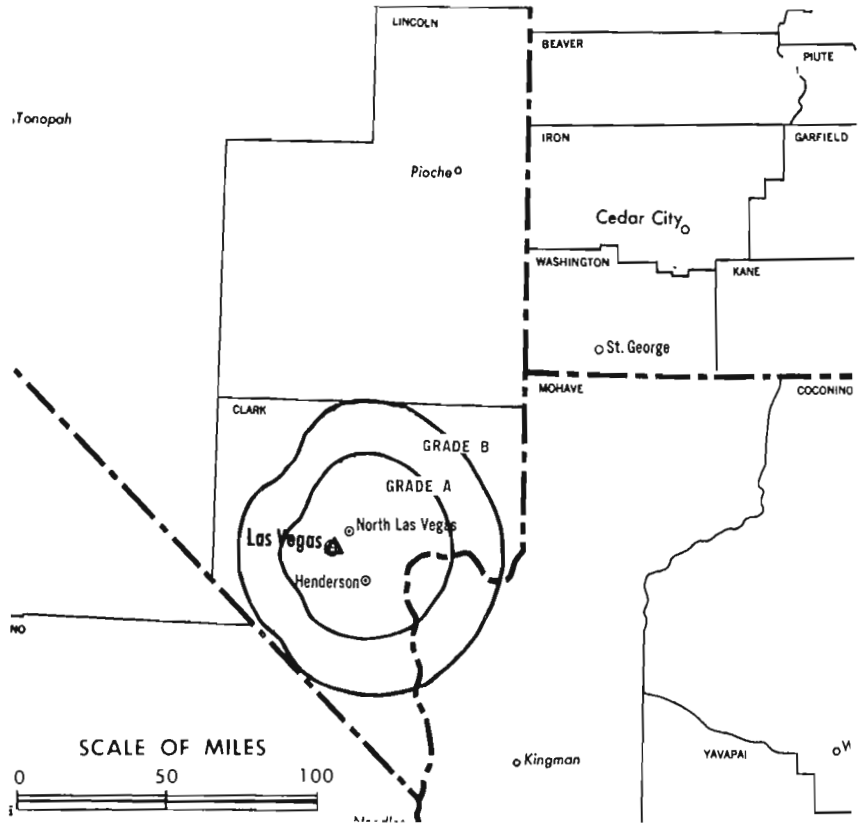 LINCOLN
BEAVER
PIUTE
Tonopah
IRON
GARFIELD
Pioche
Cedar City
WASHINGTON
KANE
St. George
MOHAVE
COCONINO
CLARK
GRADE B
GRADE A
North Las Vegas
Las Vegas
Henderson
NO
SCALE OF MILES
0 50 100
Kingman
YAVAPAI
W